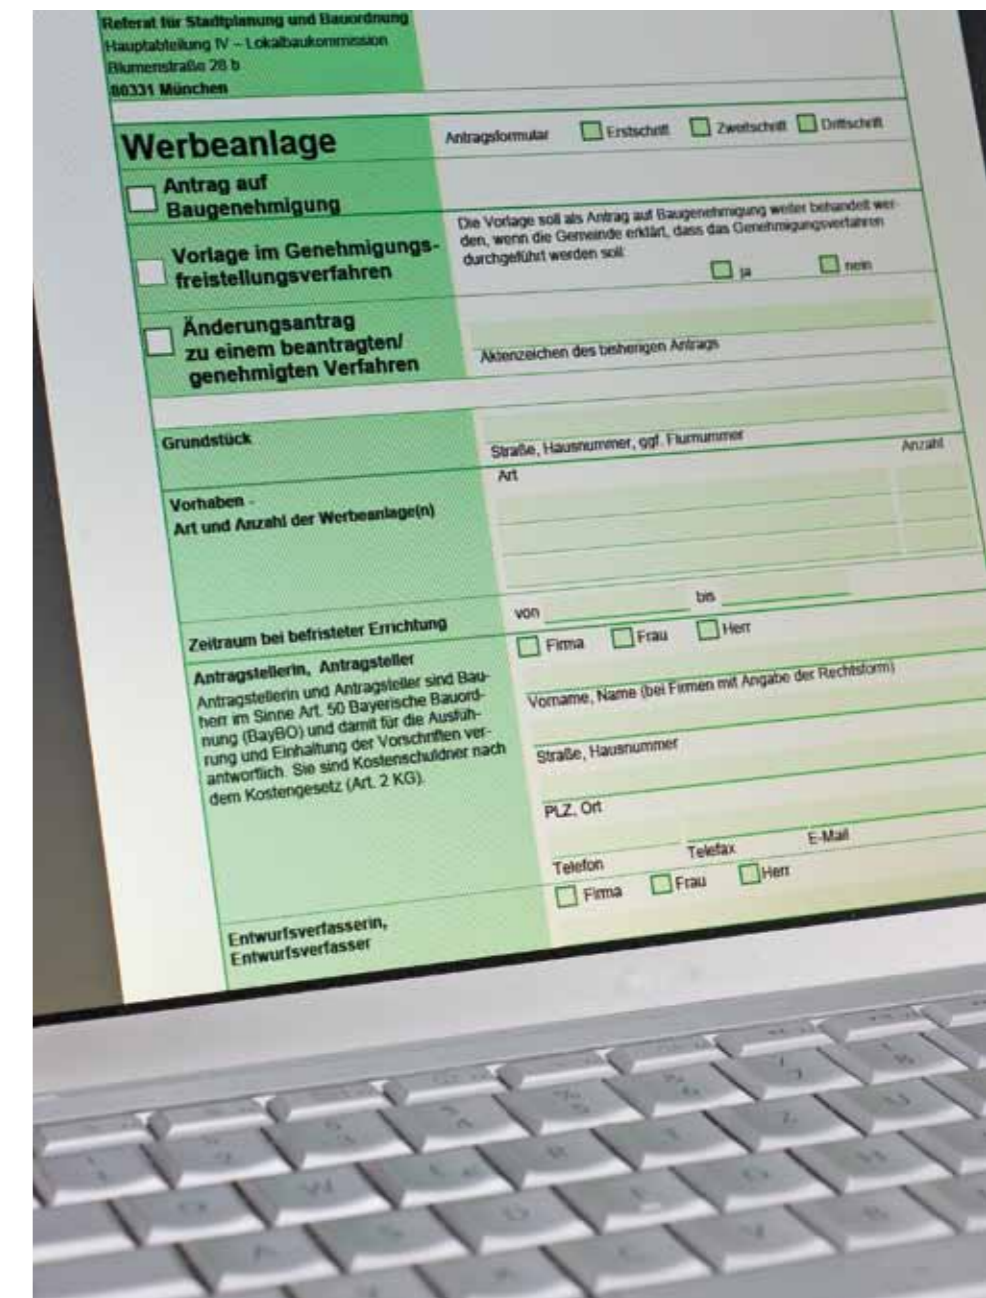 Referat für Stadtplanung und Bauordnung
Hauptabteilung IV – Lokalbaukommission
Blumenstraße 28 b
80331 München
Werbeanlage
Antragsformular Erstschrift Zweitschrift Drittschrift
Antrag auf
Baugenehmigung
Vorlage im Genehmigungs-
freistellungsverfahren
Die Vorlage soll als Antrag auf Baugenehmigung weiter behandelt wer-
den, wenn die Gemeinde erklärt, dass das Genehmigungsverfahren
durchgeführt werden soll:
ja nein
Änderungsantrag
zu einem beantragten/
genehmigten Verfahren
Aktenzeichen des bisherigen Antrags
Grundstück
Straße, Hausnummer, ggf. Flurnummer
Vorhaben -
Art und Anzahl der Werbeanlage(n)
Art Anzahl
Zeitraum bei befristeter Errichtung
von bis
Antragstellerin, Antragsteller
Antragstellerin und Antragsteller sind Bau-
herr im Sinne Art. 50 Bayerische Bauord-
nung (BayBO) und damit für die Ausfüh-
rung und Einhaltung der Vorschriften ver-
antwortlich. Sie sind Kostenschuldner nach
dem Kostengesetz (Art. 2 KG).
Firma Frau Herr
Vorname, Name (bei Firmen mit Angabe der Rechtsform)
Straße, Hausnummer
PLZ, Ort
Telefon Telefax E-Mail
Entwurfsverfasserin,
Entwurfsverfasser
Firma Frau Herr